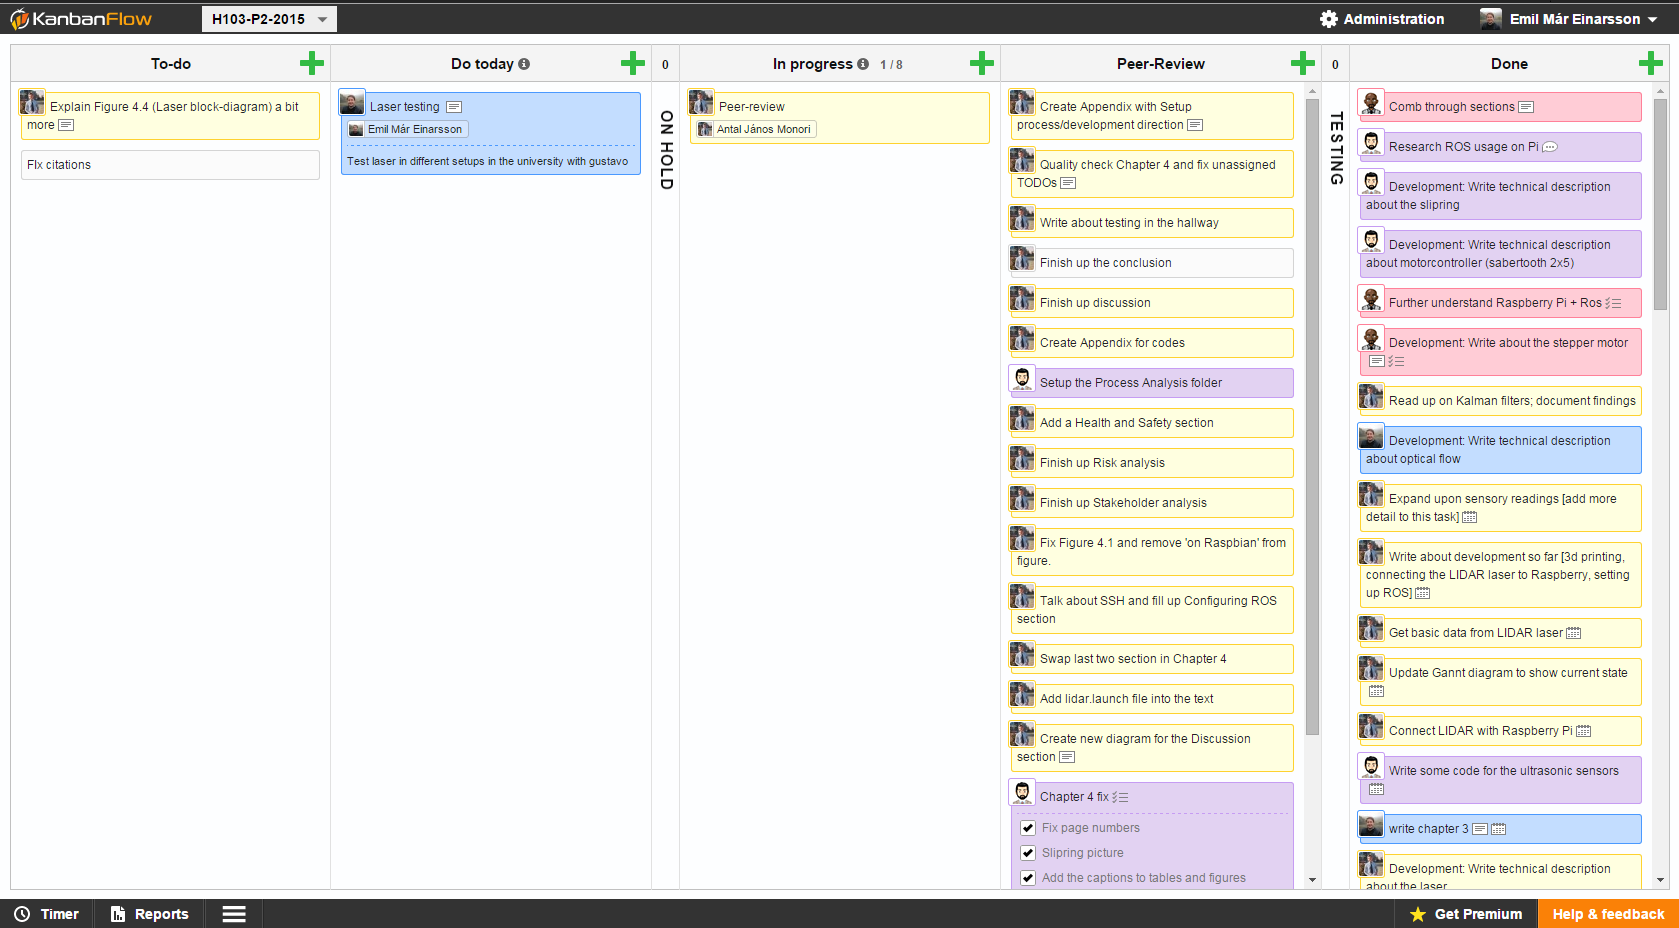 KanbanFlow
H103-P2-2015
Administration
Emil Már Einarsson
To-do
Explain Figure 4.4 (Laser block-diagram) a bit
more
FIx citations
Do today
Laser testing
Emil Már Einarsson
Test laser in different setups in the university with gustavo
0
ON HOLD
In progress 1 / 8
Peer-review
Antal János Monori
Peer-Review
Create Appendix with Setup
process/development direction
Quality check Chapter 4 and fix unassigned
TODOs
Write about testing in the hallway
Finish up the conclusion
Finish up discussion
Create Appendix for codes
Setup the Process Analysis folder
Add a Health and Safety section
Finish up Risk analysis
Finish up Stakeholder analysis
Fix Figure 4.1 and remove 'on Raspbian' from
figure.
Talk about SSH and fill up Configuring ROS
section
Swap last two section in Chapter 4
Add lidar.launch file into the text
Create new diagram for the Discussion
section
Chapter 4 fix
Fix page numbers
Slipring picture
Add the captions to tables and figures
0
TESTING
Done
Comb through sections
Research ROS usage on Pi
Development: Write technical description
about the slipring
Development: Write technical description
about motorcontroller (sabertooth 2x5)
Further understand Raspberry Pi + Ros
Development: Write about the stepper motor
Read up on Kalman filters; document findings
Development: Write technical description
about optical flow
Expand upon sensory readings [add more
detail to this task]
Write about development so far [3d printing,
connecting the LIDAR laser to Raspberry, setting
up ROS]
Get basic data from LIDAR laser
Update Gannt diagram to show current state
Connect LIDAR with Raspberry Pi
Write some code for the ultrasonic sensors
write chapter 3
Development: Write technical description
about the laser
Timer
Reports
Get Premium
Help & feedback